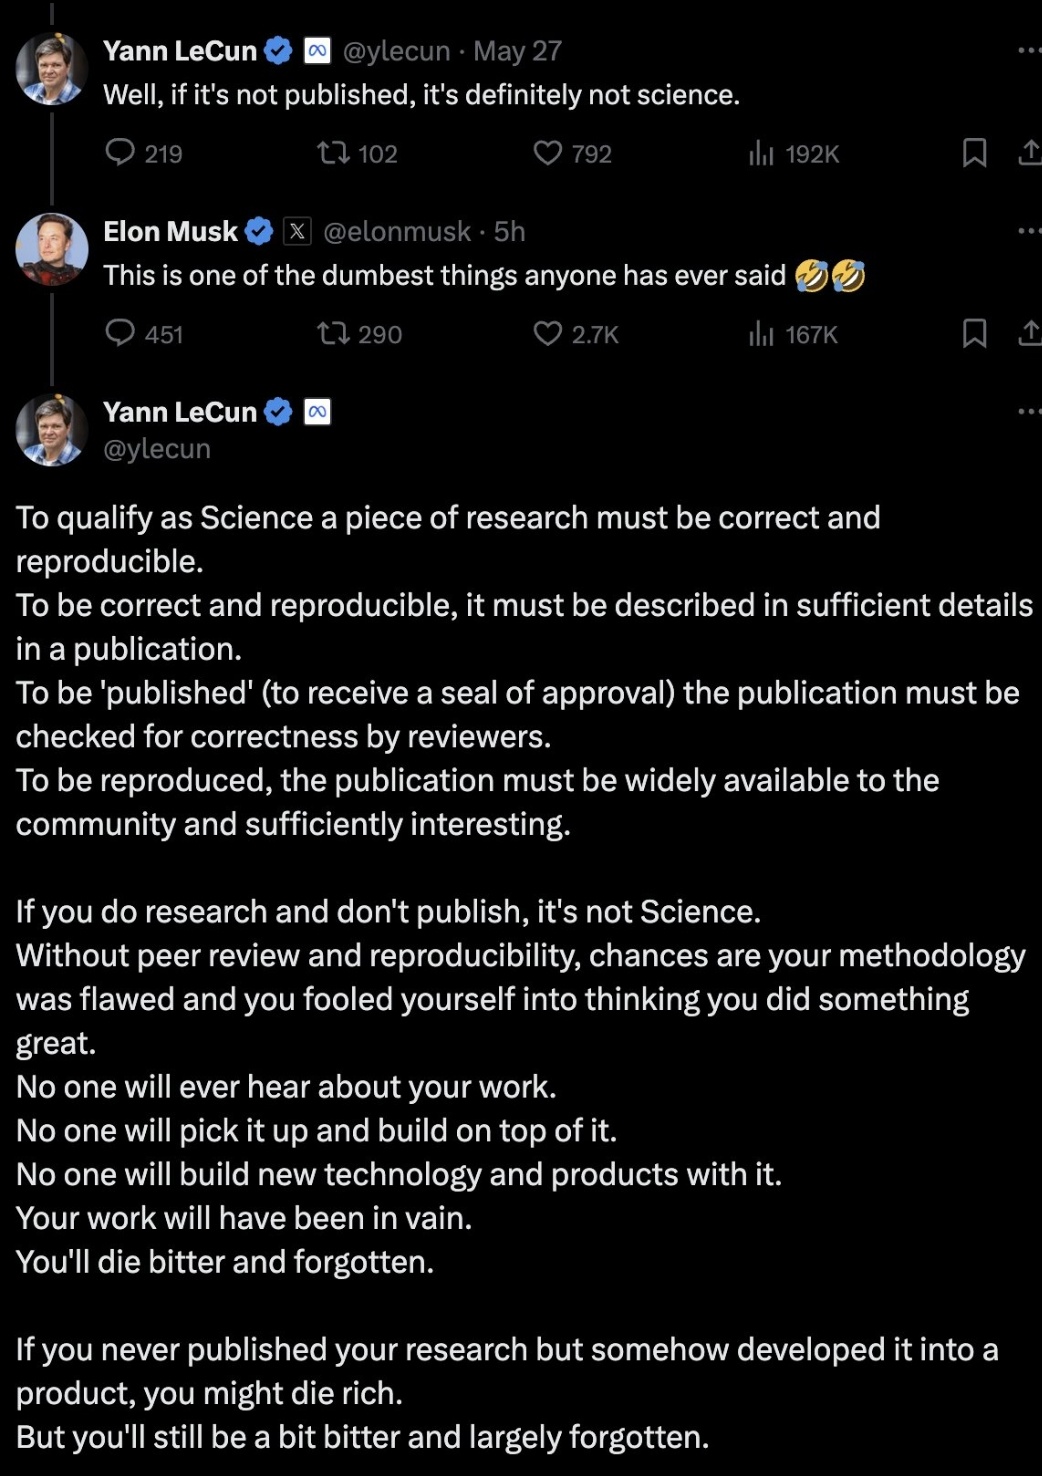 Yann LeCun @ylecun · May 27
Well, if it's not published, it's definitely not science.
219 102 792 192K
Elon Musk X @elonmusk · 5h
This is one of the dumbest things anyone has ever said 🤣🤣
451 290 2.7K 167K
Yann LeCun
@ylecun
To qualify as Science a piece of research must be correct and
reproducible.
To be correct and reproducible, it must be described in sufficient details
in a publication.
To be 'published' (to receive a seal of approval) the publication must be
checked for correctness by reviewers.
To be reproduced, the publication must be widely available to the
community and sufficiently interesting.
If you do research and don't publish, it's not Science.
Without peer review and reproducibility, chances are your methodology
was flawed and you fooled yourself into thinking you did something
great.
No one will ever hear about your work.
No one will pick it up and build on top of it.
No one will build new technology and products with it.
Your work will have been in vain.
You'll die bitter and forgotten.
If you never published your research but somehow developed it into a
product, you might die rich.
But you'll still be a bit bitter and largely forgotten.